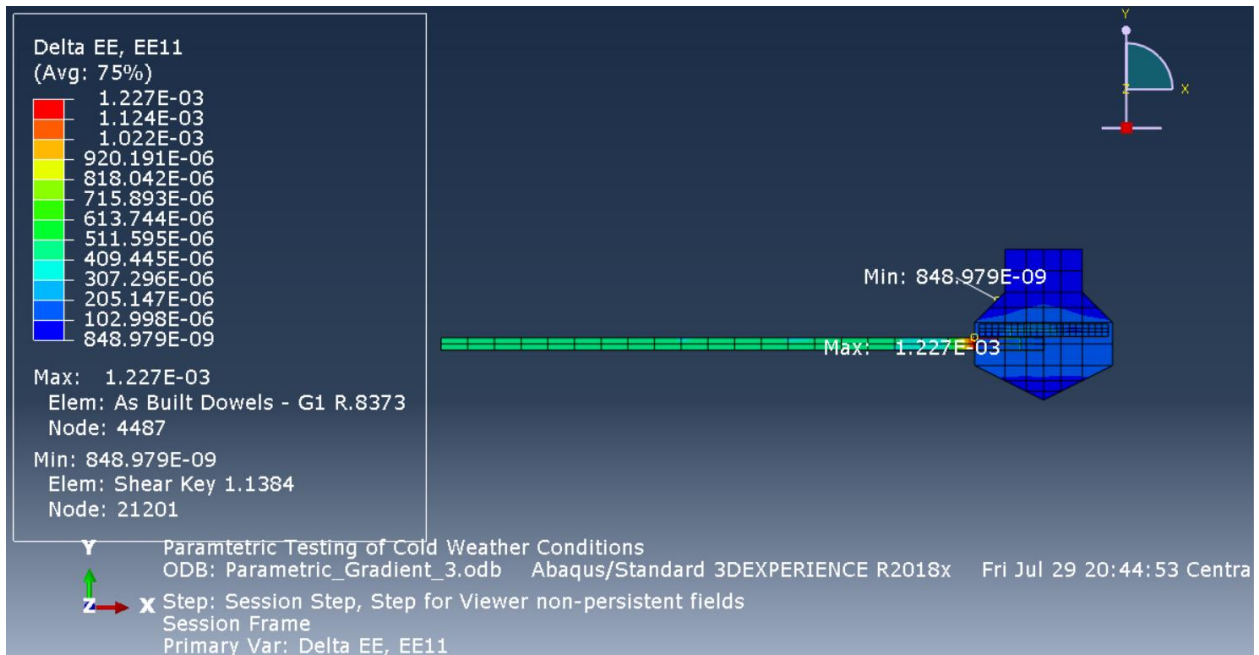 Delta EE, EE11
(Avg: 75%)
1.227E-03
1.124E-03
1.022E-03
920.191E-06
818.042E-06
715.893E-06
613.744E-06
511.595E-06
409.445E-06
307.296E-06
205.147E-06
102.998E-06
848.979E-09
Max: 1.227E-03
Elem: As Built Dowels - G1 R.8373
Node: 4487
Min: 848.979E-09
Elem: Shear Key 1.1384
Node: 21201
Y
Z X
Min: 848.979E-09
Max: 1.227E-03
Y
Z X
Paramtetric Testing of Cold Weather Conditions
ODB: Parametric_Gradient_3.odb Abaqus/Standard 3DEXPERIENCE R2018x Fri Jul 29 20:44:53 Centra
Step: Session Step, Step for Viewer non-persistent fields
Session Frame
Primary Var: Delta EE, EE11